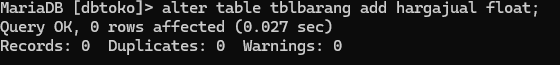 MariaDB [dbtoko]> alter table tblbarang add hargajual float;
Query OK, 0 rows affected (0.027 sec)
Records: 0  Duplicates: 0  Warnings: 0